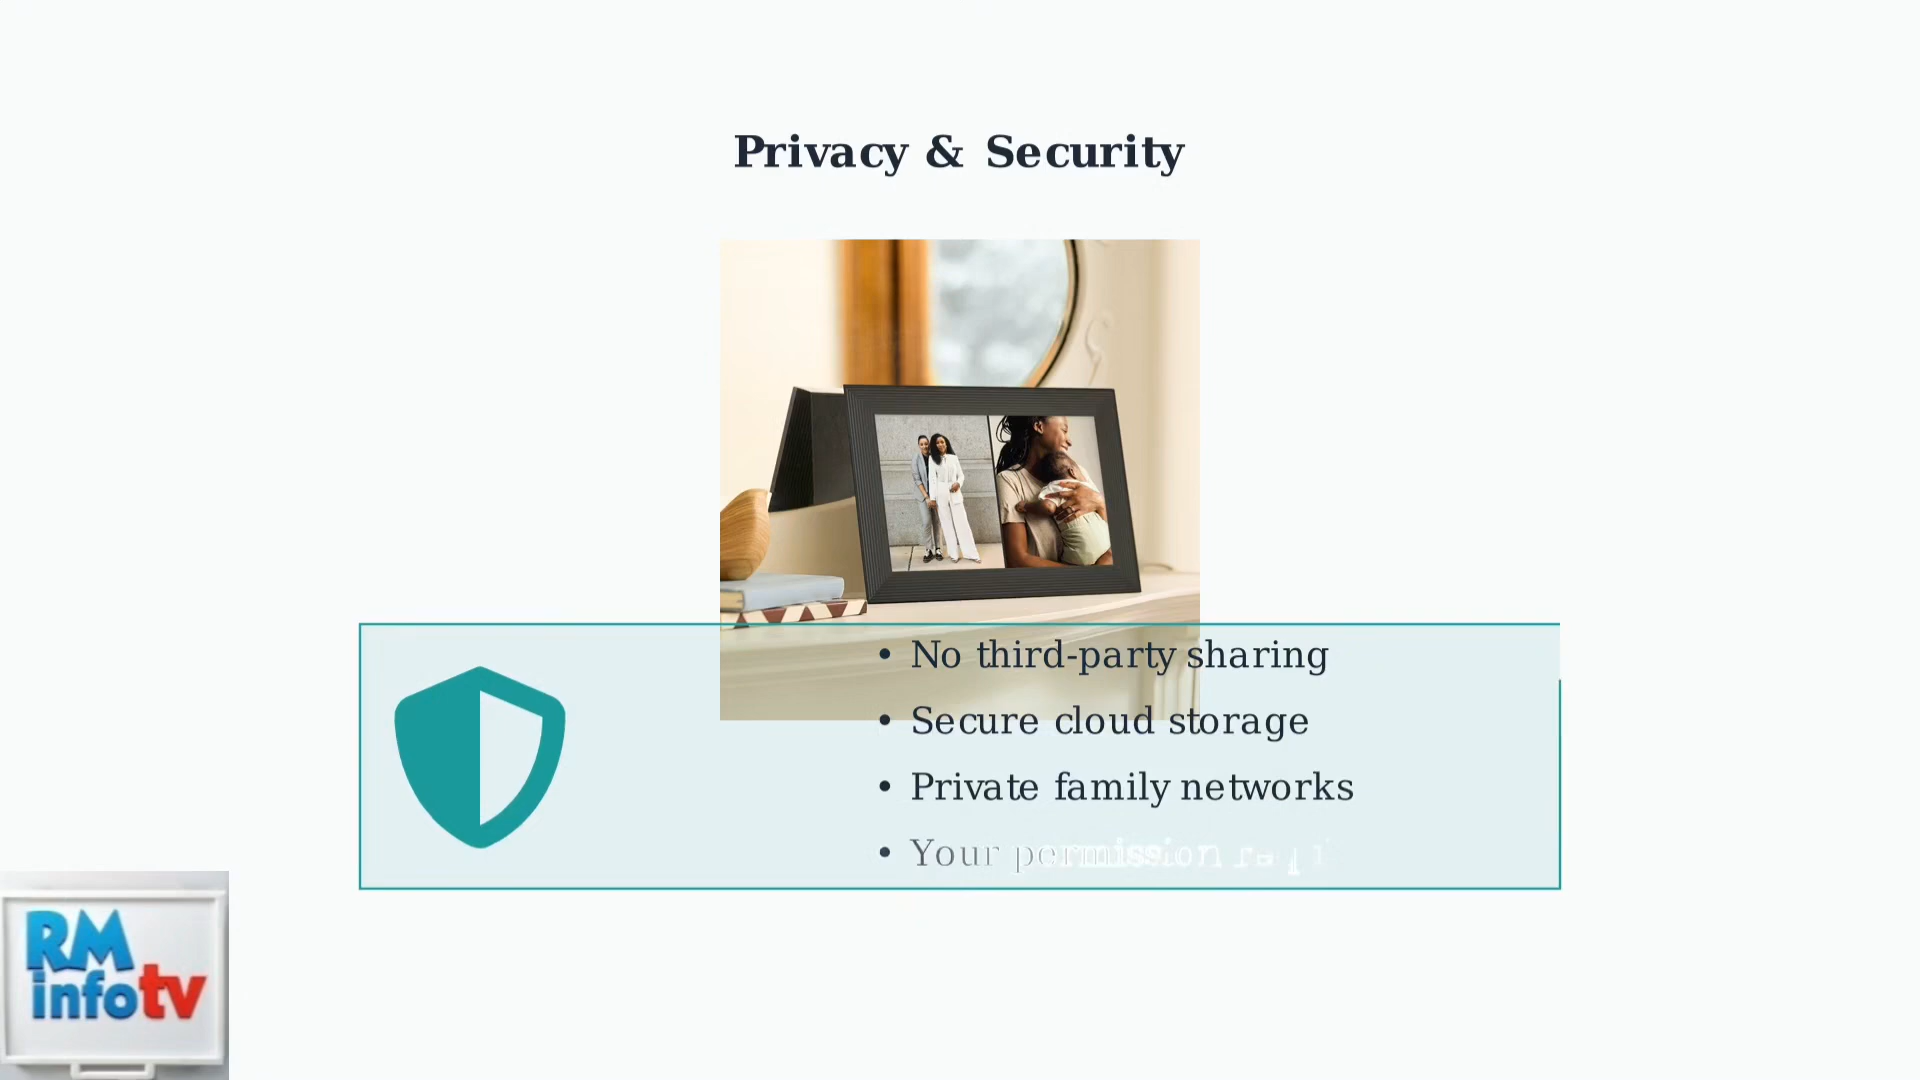 Privacy & Security
• No third-party sharing
• Secure cloud storage
• Private family networks
• Your permission
RM
infotv